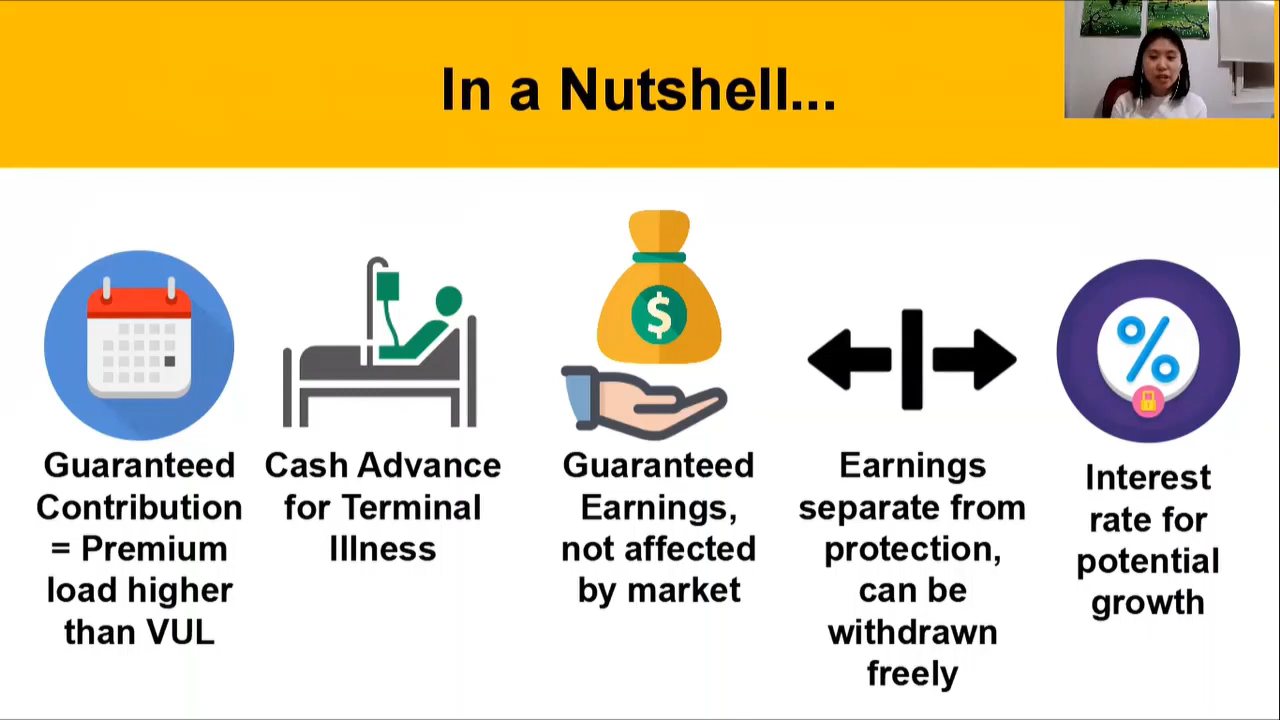 In a Nutshell...
Guaranteed
Contribution
= Premium
load higher
than VUL
Cash Advance
for Terminal
Illness
$
Guaranteed
Earnings,
not affected
by market
Earnings
separate from
protection,
can be
withdrawn
freely
%
Interest
rate for
potential
growth